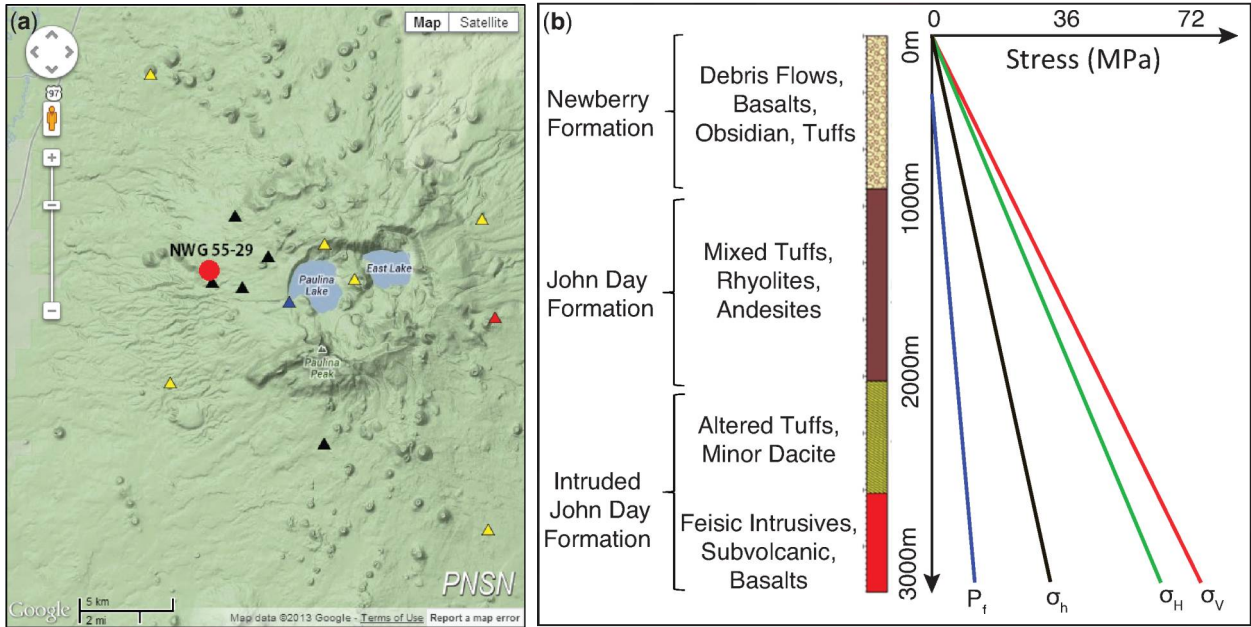 (a)
Map Satellite
97
NWG 55-29
Paulina
Lake
East Lake
Paulina
Peak
PNSN
Google
5 km
2 mi
Map data ©2013 Google - Terms of Use Report a map error
(b)
0 36 72
Stress (MPa)
0m
1000m
2000m
3000m
Newberry
Formation
Debris Flows,
Basalts,
Obsidian, Tuffs
John Day
Formation
Mixed Tuffs,
Rhyolites,
Andesites
Intruded
John Day
Formation
Altered Tuffs,
Minor Dacite
Feisic Intrusives,
Subvolcanic,
Basalts
Pf σh σH σV